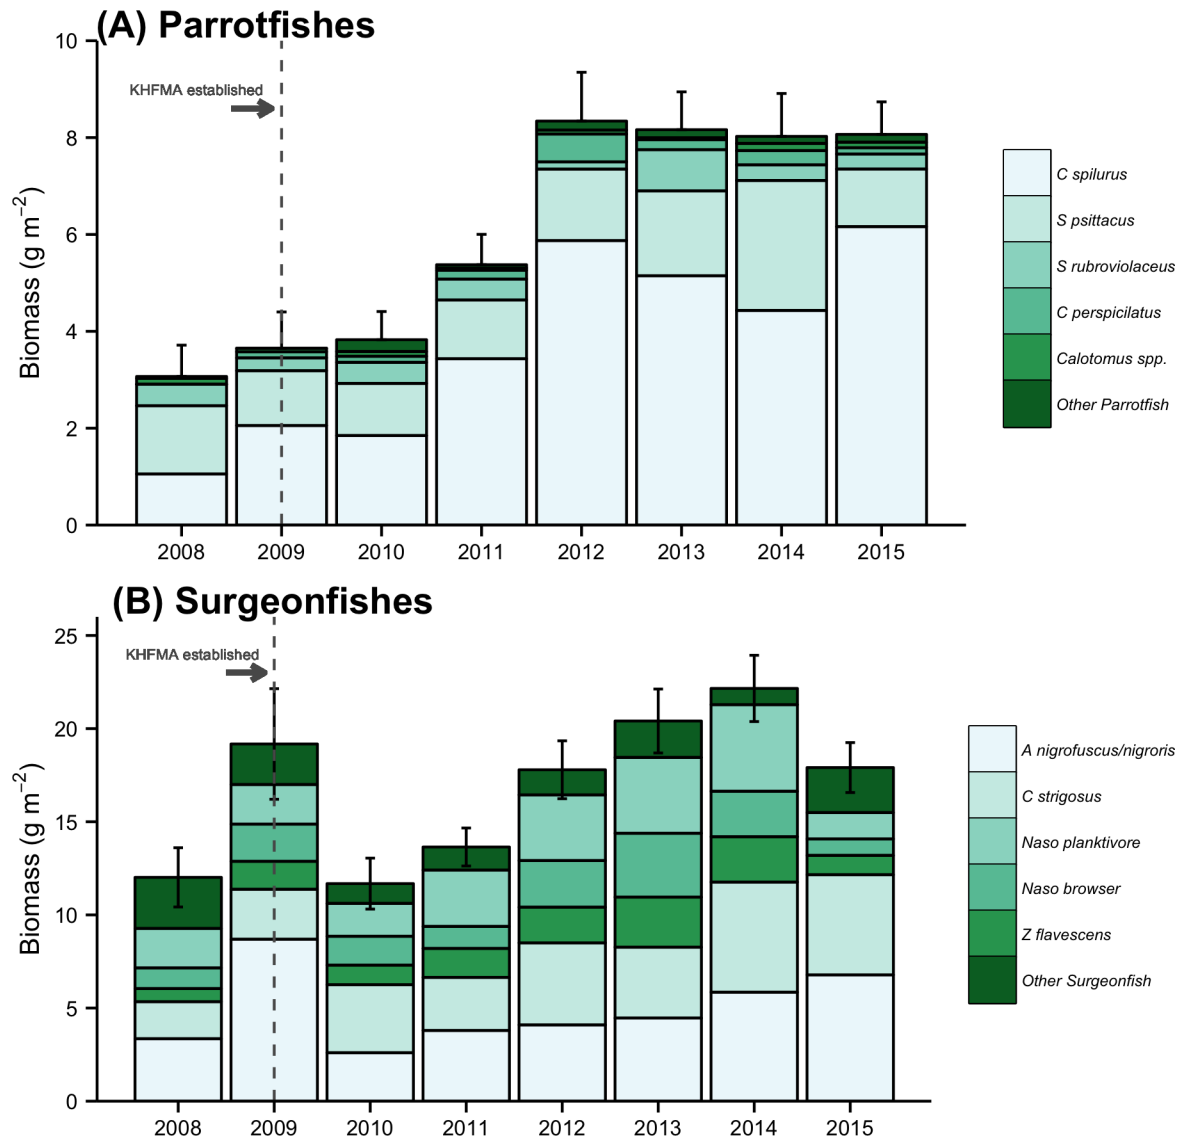 (A) Parrotfishes
10
8
6
4
2
0
Biomass (g m−2)
KHFMA established
2008 2009 2010 2011 2012 2013 2014 2015
C spilurus
S psittacus
S rubroviolaceus
C perspicilatus
Calotomus spp.
Other Parrotfish
(B) Surgeonfishes
25
20
15
10
5
0
Biomass (g m−2)
KHFMA established
2008 2009 2010 2011 2012 2013 2014 2015
A nigrofuscus/nigroris
C strigosus
Naso planktivore
Naso browser
Z flavescens
Other Surgeonfish